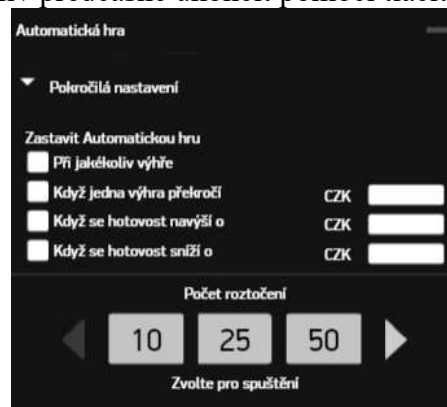 Automatická hra
Pokročilá nastavení
Zastavit Automatickou hru
Při jakékoliv výhře
Když jedna výhra překročí CZK
Když se hotovost navýší o CZK
Když se hotovost sníží o CZK
Počet roztočení
10 25 50
Zvolte pro spuštění